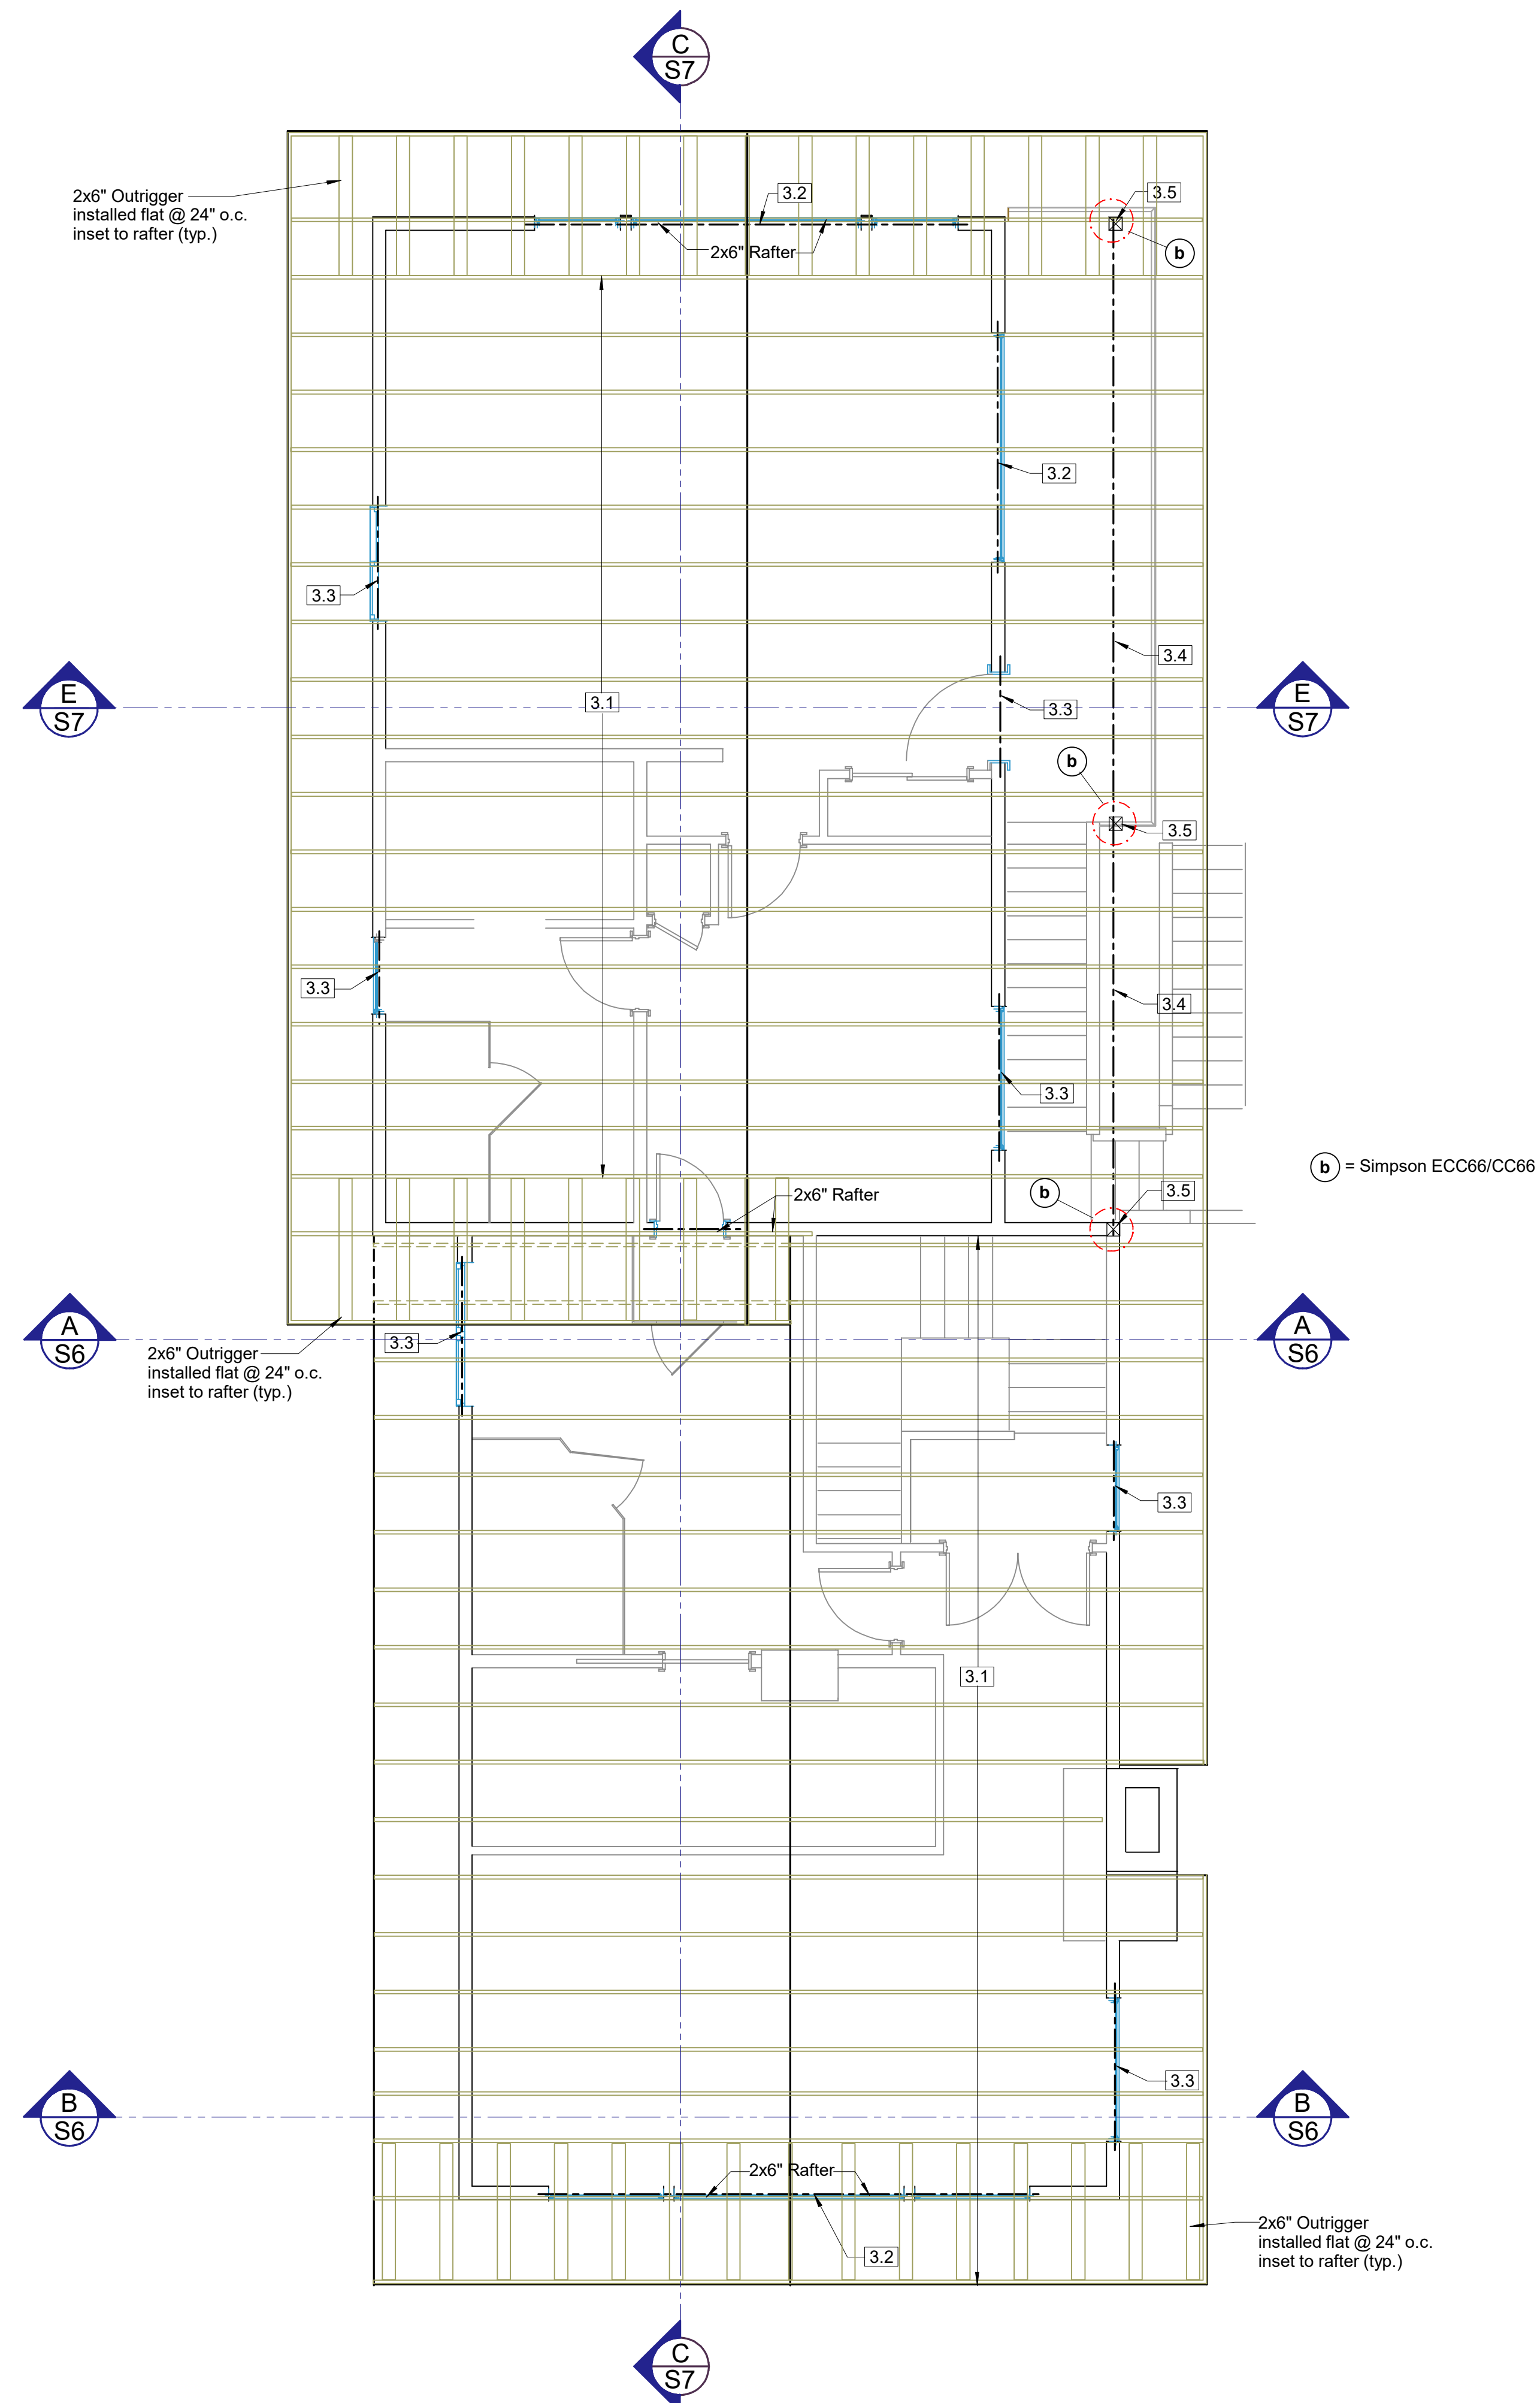 C
S7
2x6" Outrigger
installed flat @ 24" o.c.
inset to rafter (typ.)
3.2
3.5
2x6" Rafter
b
3.2
3.3
3.4
E
S7
E
S7
3.1
3.3
b
3.5
3.3
3.4
3.3
b = Simpson ECC66/CC66
b
3.5
2x6" Rafter
A
S6
A
S6
3.3
2x6" Outrigger
installed flat @ 24" o.c.
inset to rafter (typ.)
3.3
3.1
3.3
B
S6
B
S6
2x6" Rafter
3.2
2x6" Outrigger
installed flat @ 24" o.c.
inset to rafter (typ.)
C
S7